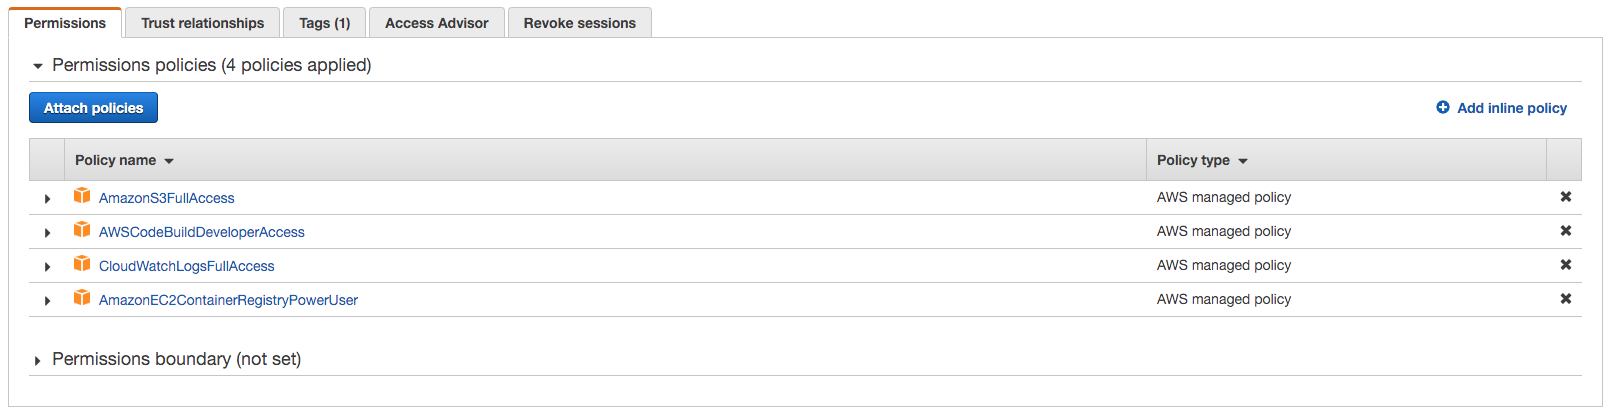 Permissions Trust relationships Tags (1) Access Advisor Revoke sessions
Permissions policies (4 policies applied)
Attach policies Add inline policy
Policy name Policy type
AmazonS3FullAccess AWS managed policy
AWSCodeBuildDeveloperAccess AWS managed policy
CloudWatchLogsFullAccess AWS managed policy
AmazonEC2ContainerRegistryPowerUser AWS managed policy
Permissions boundary (not set)